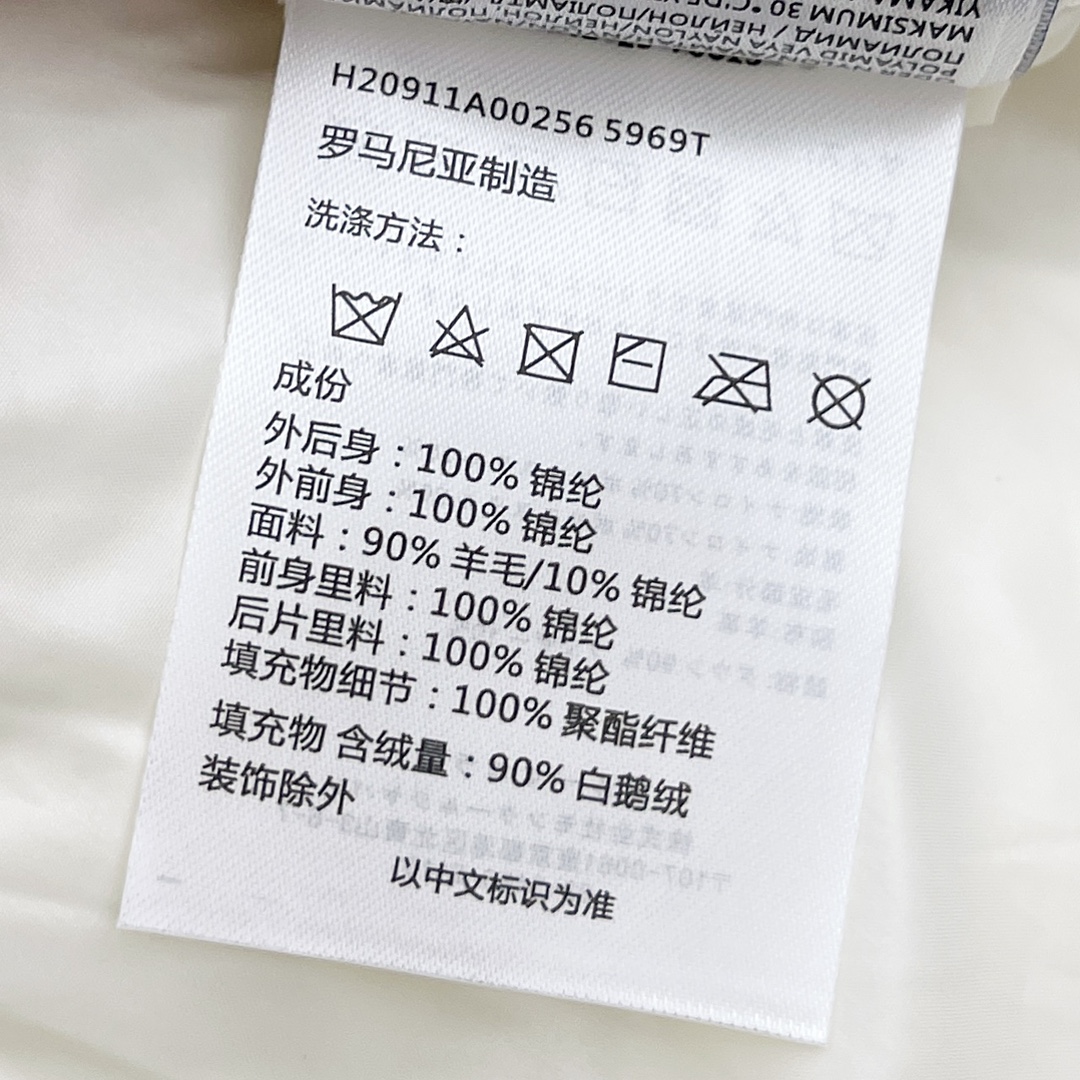 MAKSIMUM 30 °C'DE
H20911A00256 5969T
罗马尼亚制造
洗涤方法：
成份
外后身：100% 锦纶
外前身：100% 锦纶
面料：90% 羊毛/10% 锦纶
前身里料：100% 锦纶
后片里料：100% 锦纶
填充物细节：100% 聚酯纤维
填充物 含绒量：90% 白鹅绒
装饰除外
以中文标识为准